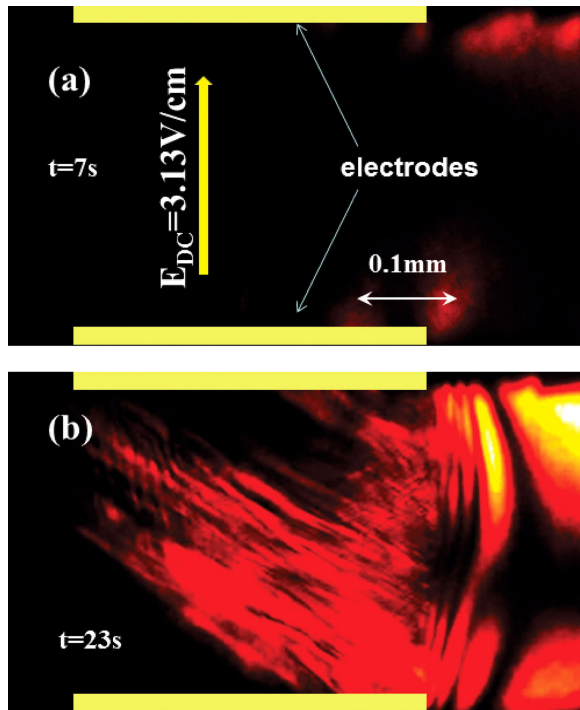 (a)
t=7s
E_DC=3.13V/cm
electrodes
0.1mm
(b)
t=23s